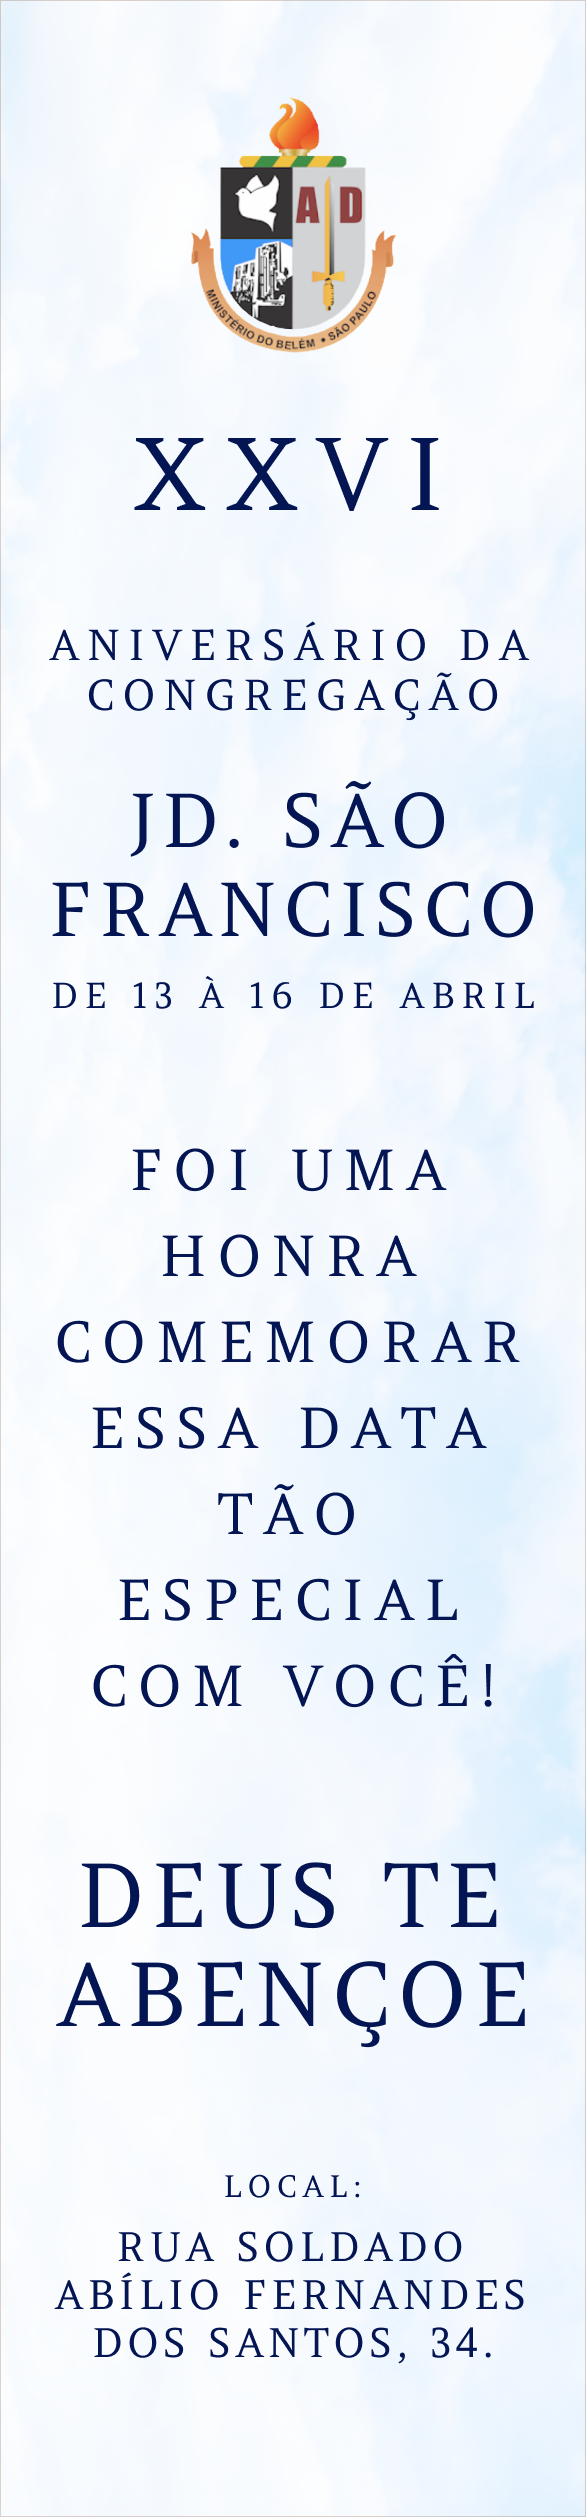 A D
MINISTÉRIO DO BELÉM • SÃO PAULO
XXVI
ANIVERSÁRIO DA
CONGREGAÇÃO
JD. SÃO
FRANCISCO
DE 13 À 16 DE ABRIL
FOI UMA
HONRA
COMEMORAR
ESSA DATA
TÃO
ESPECIAL
COM VOCÊ!
DEUS TE
ABENÇOE
LOCAL:
RUA SOLDADO
ABÍLIO FERNANDES
DOS SANTOS, 34.